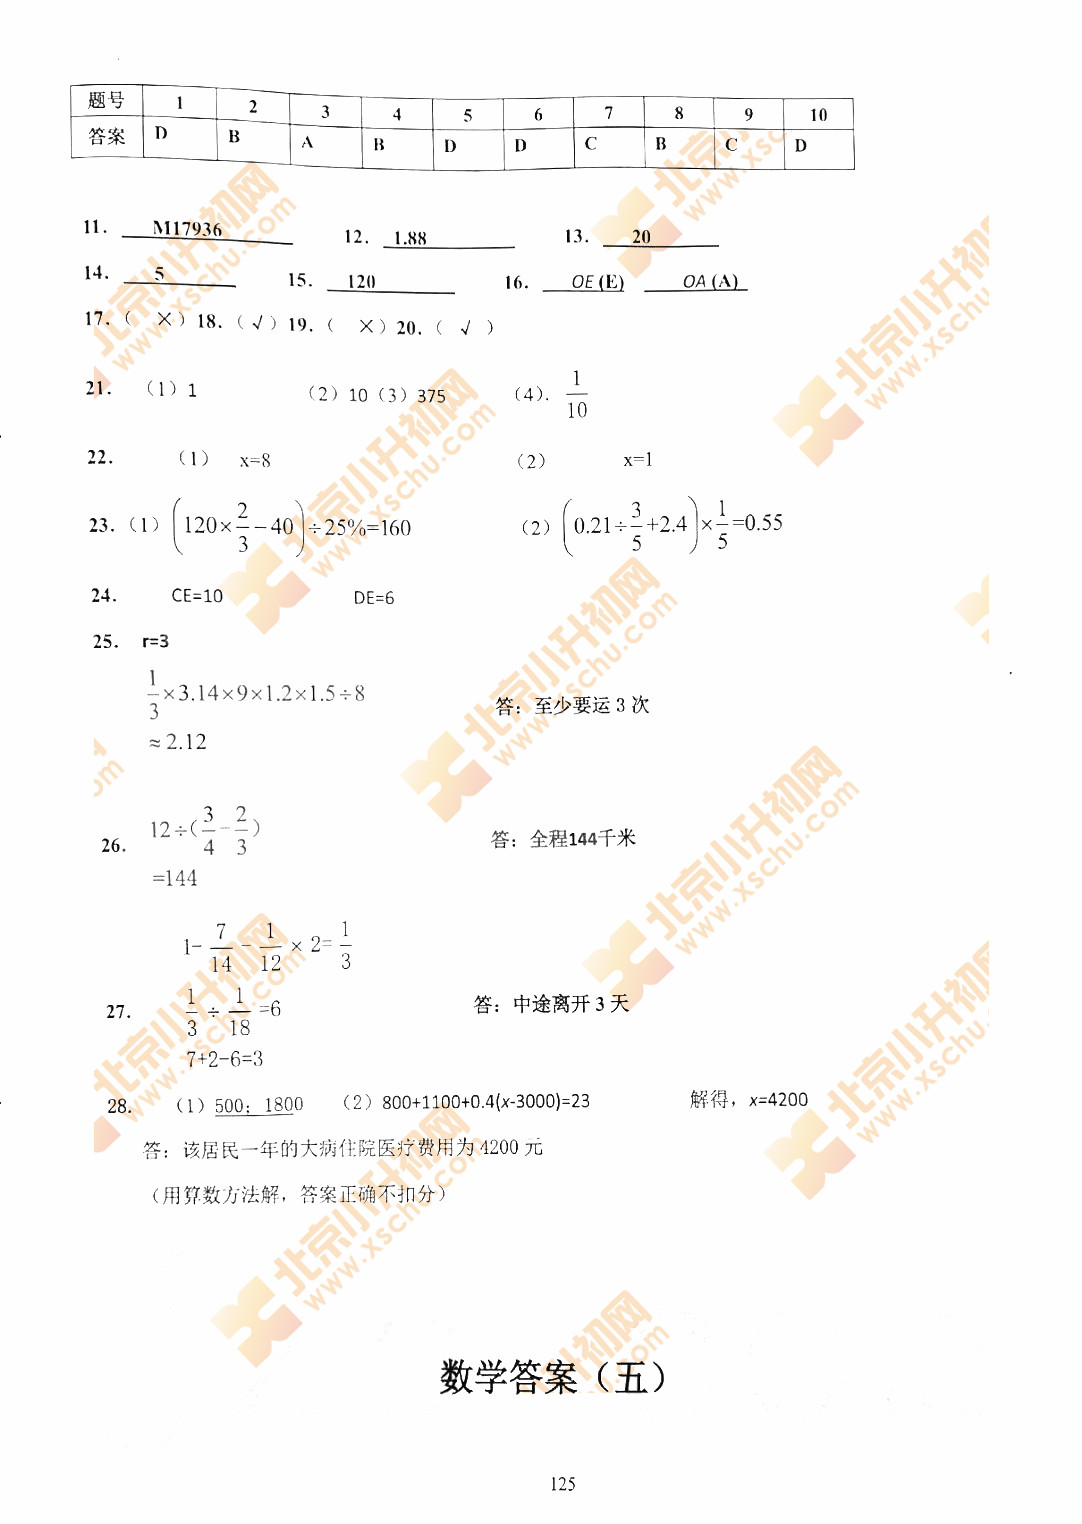 题号 1 2 3 4 5 6 7 8 9 10
答案 D B A B D D C B C D
11. M17936 12. 1.88 13. 20
14. 5 15. 120 16. OE (E) OA (A)
17. ( × ) 18. ( √ ) 19. ( × ) 20. ( √ )
21. （1）1 （2）10 （3）375 （4）. 1/10
22. （1） x=8 （2） x=1
23.（1） (120×2/3−40)÷25%=160 （2） (0.21÷3/5+2.4)×1/5=0.55
24. CE=10 DE=6
25. r=3
1/3×3.14×9×1.2×1.5÷8 答：至少要运 3 次
≈2.12
26. 12÷(3/4−2/3) 答：全程144千米
=144
1−7/14−1/12×2=1/3
27. 1/3÷1/18=6 答：中途离开 3 天
7+2−6=3
28. （1）500；1800 （2）800+1100+0.4(x-3000)=23 解得，x=4200
答：该居民一年的大病住院医疗费用为 4200 元
（用算数方法解，答案正确不扣分）
数学答案（五）
125
北京小升初网
www.xschu.com